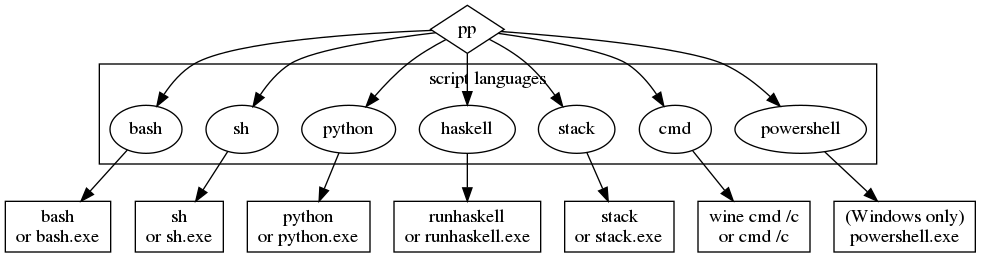 pp
script languages
bash
sh
python
haskell
stack
cmd
powershell
bash
or bash.exe
sh
or sh.exe
python
or python.exe
runhaskell
or runhaskell.exe
stack
or stack.exe
wine cmd /c
or cmd /c
(Windows only)
powershell.exe